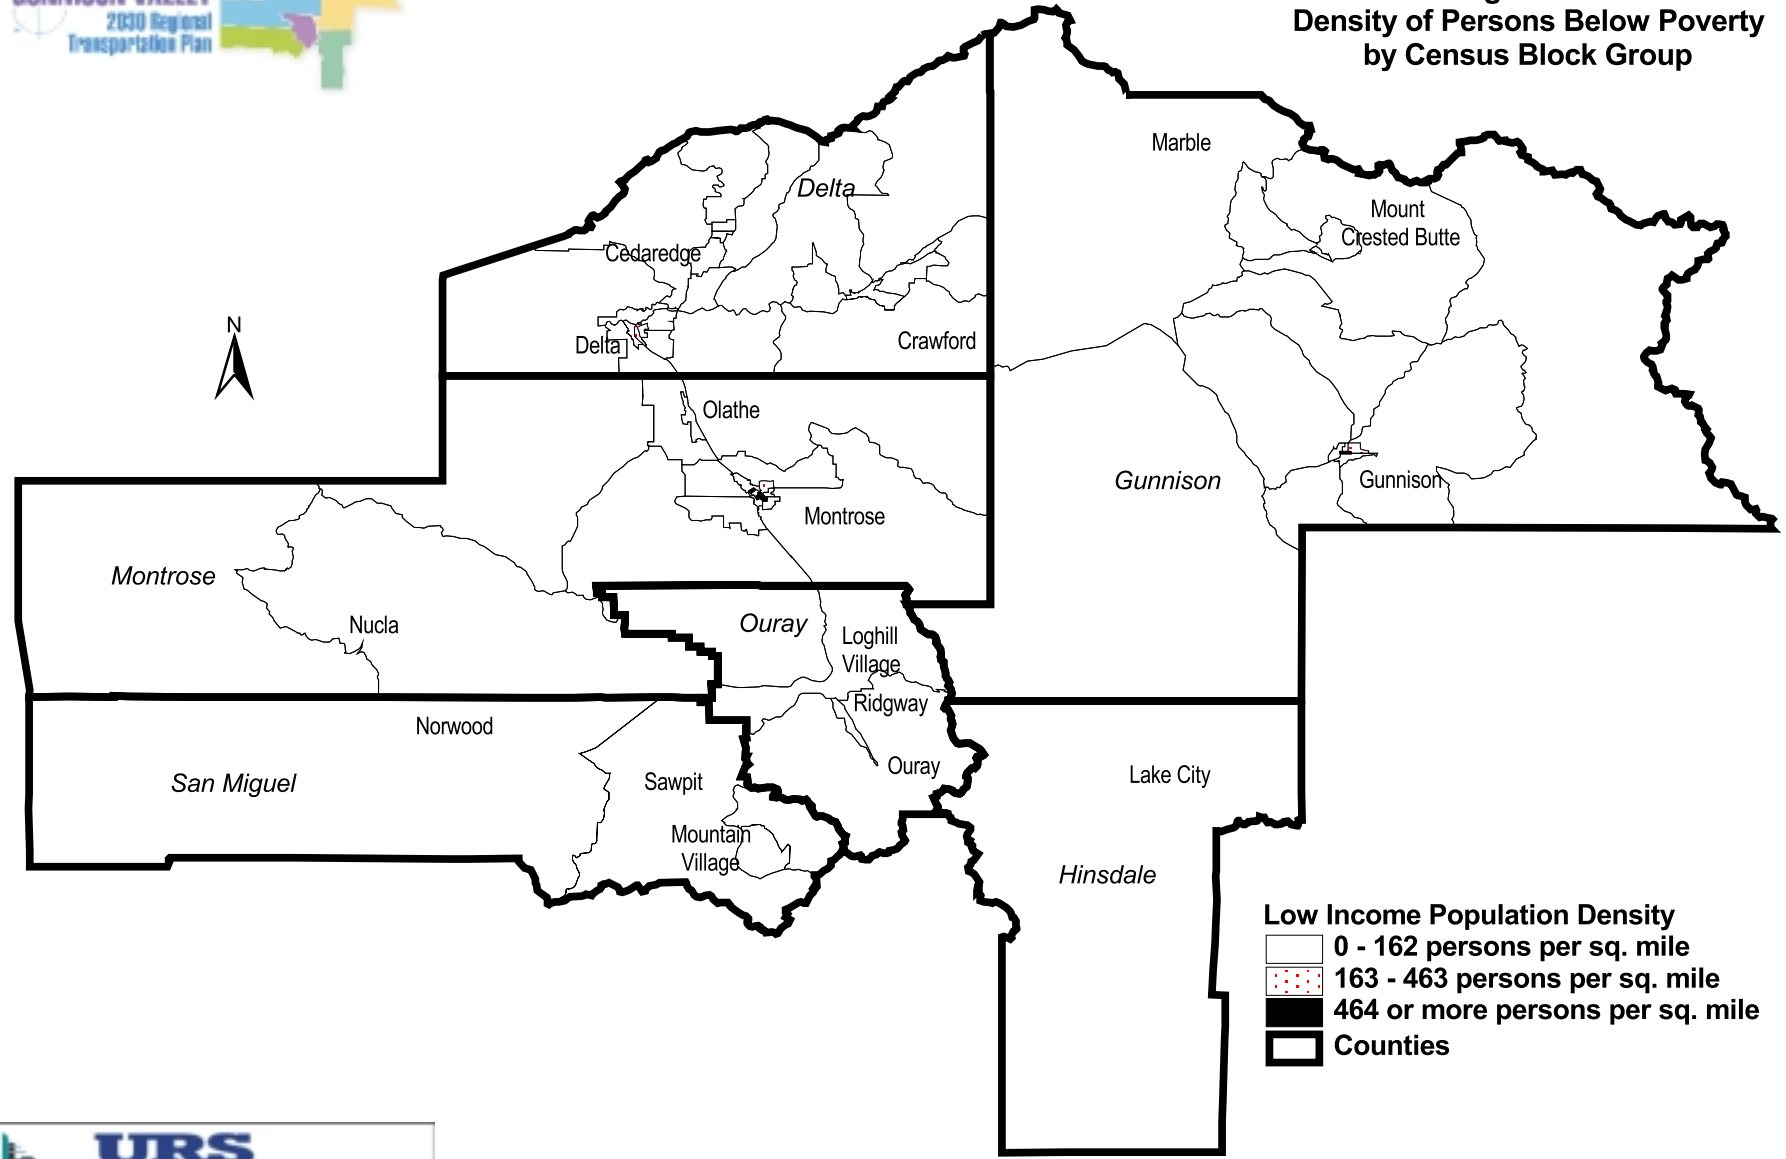 2030 Regional
Transportation Plan
Density of Persons Below Poverty
by Census Block Group
Marble
Delta
Mount
Crested Butte
Cedaredge
N
Delta
Crawford
Olathe
Gunnison
Gunnison
Montrose
Montrose
Nucla
Ouray
Loghill
Village
Ridgway
Norwood
San Miguel
Sawpit
Ouray
Lake City
Mountain
Village
Hinsdale
Low Income Population Density
0 - 162 persons per sq. mile
163 - 463 persons per sq. mile
464 or more persons per sq. mile
Counties
URS